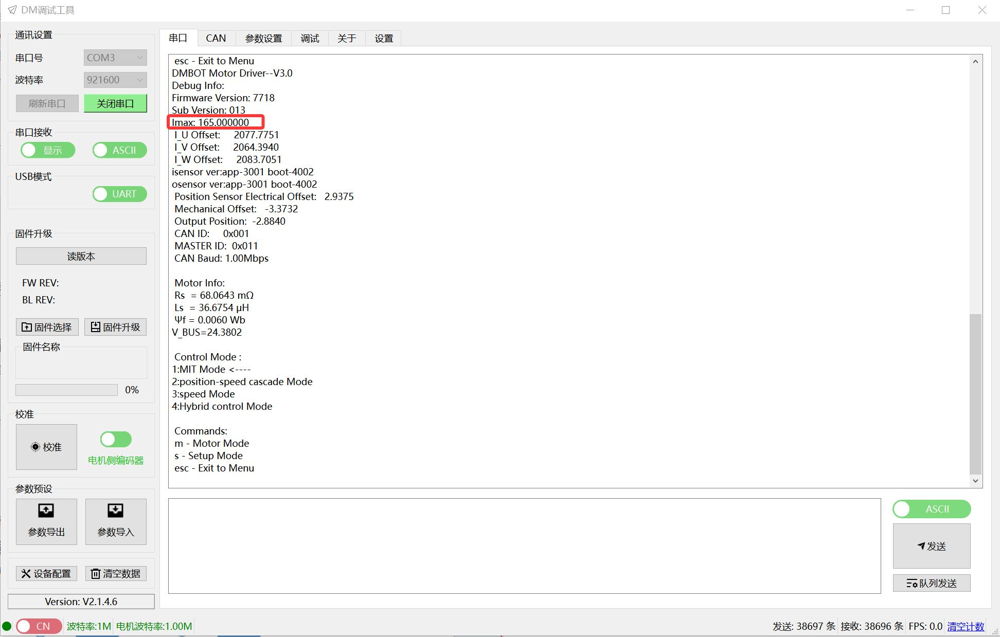 DM调试工具
通讯设置
串口号 COM3
波特率 921600
刷新串口 关闭串口
串口接收
显示 ASCII
USB模式
UART
固件升级
读版本
FW REV:
BL REV:
固件选择 固件升级
固件名称
0%
校准
校准
电机侧编码器
参数预设
参数导出 参数导入
设备配置 清空数据
Version: V2.1.4.6
串口 CAN 参数设置 调试 关于 设置
esc - Exit to Menu
DMBOT Motor Driver--V3.0
Debug Info:
Firmware Version: 7718
Sub Version: 013
Imax: 165.000000
I_U Offset: 2077.7751
I_V Offset: 2064.3940
I_W Offset: 2083.7051
isensor ver:app-3001 boot-4002
osensor ver:app-3001 boot-4002
Position Sensor Electrical Offset: 2.9375
Mechanical Offset: -3.3732
Output Position: -2.8840
CAN ID: 0x001
MASTER ID: 0x011
CAN Baud: 1.00Mbps
Motor Info:
Rs = 68.0643 mΩ
Ls = 36.6754 µH
Ψf = 0.0060 Wb
V_BUS=24.3802
Control Mode :
1:MIT Mode <----
2:position-speed cascade Mode
3:speed Mode
4:Hybrid control Mode
Commands:
m - Motor Mode
s - Setup Mode
esc - Exit to Menu
ASCII
发送
队列发送
CN 波特率:1M 电机波特率:1.00M 发送: 38697 条 接收: 38696 条 FPS: 0.0 清空计数